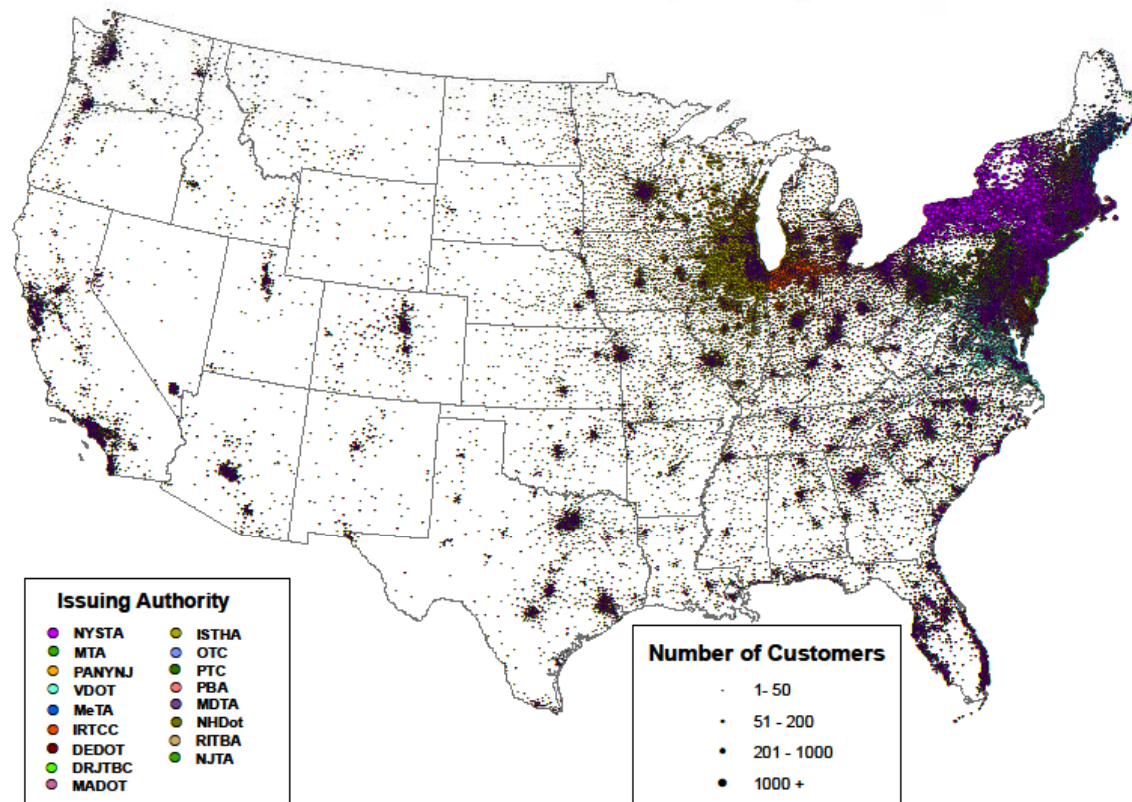 Issuing Authority
NYSTA
MTA
PANYNJ
VDOT
MeTA
IRTCC
DEDOT
DRJTBC
MADOT
ISTHA
OTC
PTC
PBA
MDTA
NHDot
RITBA
NJTA
Number of Customers
1- 50
51 - 200
201 - 1000
1000 +